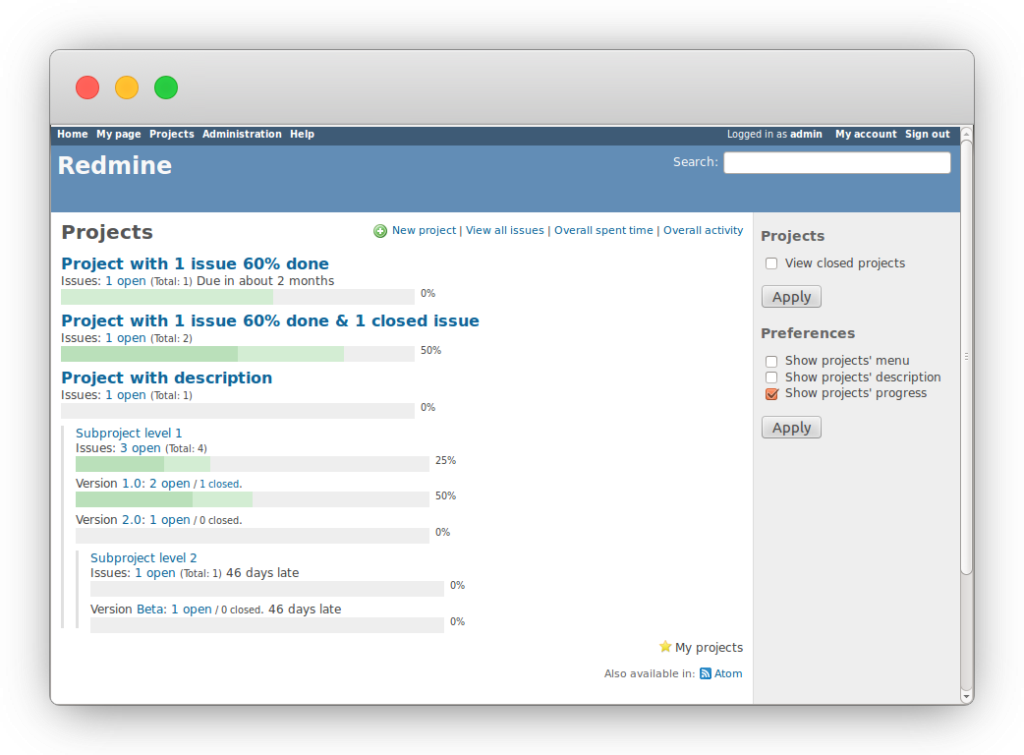 Home My page Projects Administration Help Logged in as admin My account Sign out
Redmine
Search:
Projects
New project | View all issues | Overall spent time | Overall activity
Project with 1 issue 60% done
Issues: 1 open (Total: 1) Due in about 2 months
0%
Project with 1 issue 60% done & 1 closed issue
Issues: 1 open (Total: 2)
50%
Project with description
Issues: 1 open (Total: 1)
0%
Subproject level 1
Issues: 3 open (Total: 4)
25%
Version 1.0: 2 open / 1 closed.
50%
Version 2.0: 1 open / 0 closed.
0%
Subproject level 2
Issues: 1 open (Total: 1) 46 days late
0%
Version Beta: 1 open / 0 closed. 46 days late
0%
My projects
Also available in: Atom
Projects
View closed projects
Apply
Preferences
Show projects' menu
Show projects' description
Show projects' progress
Apply